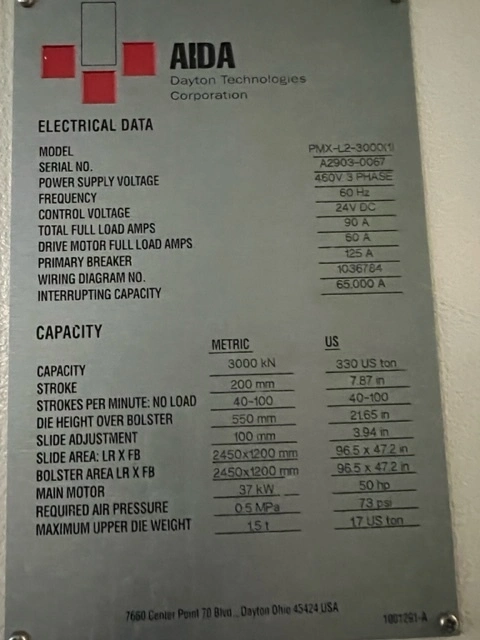 AIDA
Dayton Technologies
Corporation
ELECTRICAL DATA
MODEL PMX-L2-3000(1)
SERIAL NO. A2903-0067
POWER SUPPLY VOLTAGE 460V 3 PHASE
FREQUENCY 60 Hz
CONTROL VOLTAGE 24V DC
TOTAL FULL LOAD AMPS 90 A
DRIVE MOTOR FULL LOAD AMPS 60 A
PRIMARY BREAKER 125 A
WIRING DIAGRAM NO. 1036784
INTERRUPTING CAPACITY 65,000 A
CAPACITY
METRIC US
CAPACITY 3000 kN 330 US ton
STROKE 200 mm 7.87 in
STROKES PER MINUTE: NO LOAD 40-100 40-100
DIE HEIGHT OVER BOLSTER 550 mm 21.65 in
SLIDE ADJUSTMENT 100 mm 3.94 in
SLIDE AREA: LR X FB 2450x1200 mm 96.5 x 47.2 in
BOLSTER AREA LR X FB 2450x1200 mm 96.5 x 47.2 in
MAIN MOTOR 37 kW 50 hp
REQUIRED AIR PRESSURE 0.5 MPa 73 psi
MAXIMUM UPPER DIE WEIGHT 1.5 t 1.7 US ton
7660 Center Point 70 Blvd., Dayton Ohio 45424 USA
1001291-A